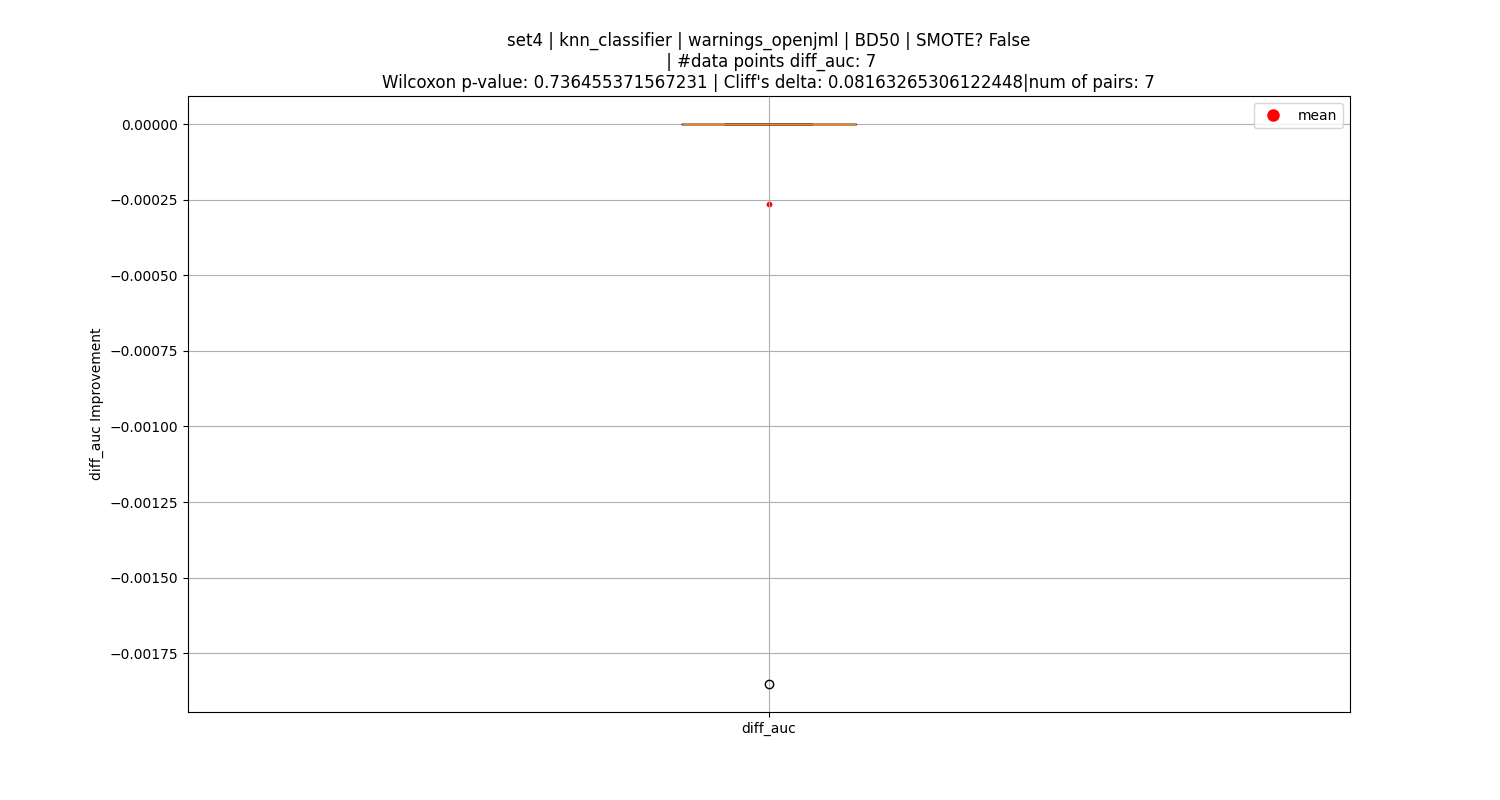 set4 | knn_classifier | warnings_openjml | BD50 | SMOTE? False
| #data points diff_auc: 7
Wilcoxon p-value: 0.736455371567231 | Cliff's delta: 0.08163265306122448|num of pairs: 7
mean
0.00000
−0.00025
−0.00050
−0.00075
−0.00100
−0.00125
−0.00150
−0.00175
diff_auc Improvement
diff_auc